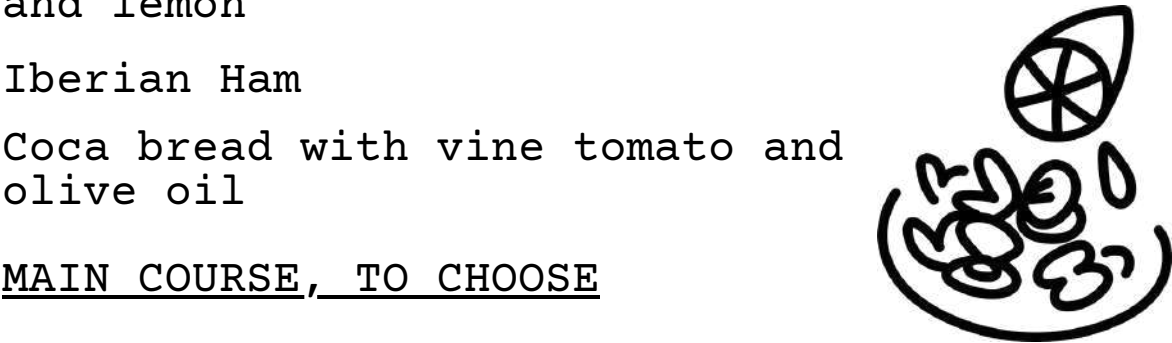 and lemon
Iberian Ham
Coca bread with vine tomato and
olive oil
MAIN COURSE, TO CHOOSE